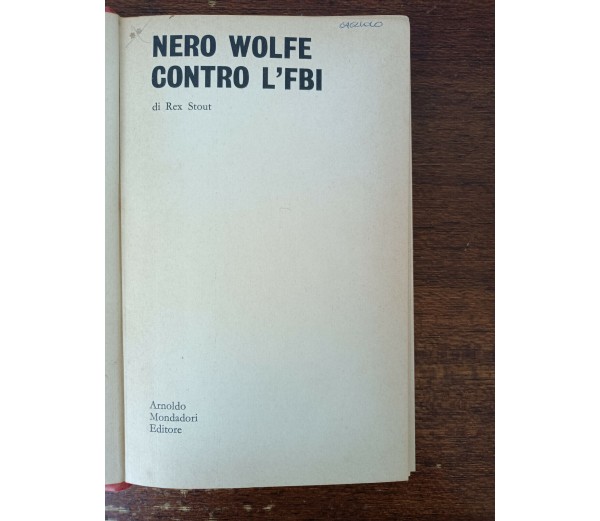 NERO WOLFE
CONTRO L'FBI
di Rex Stout
Arnoldo
Mondadori
Editore